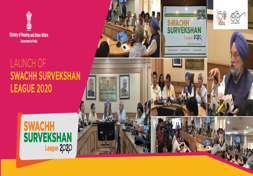 Ministry of Housing and Urban Affairs
Government of India
LAUNCH OF
SWACHH SURVEKSHAN
LEAGUE 2020
SWACHH
SURVEKSHAN
League 2020
SWACHH
SURVEKSHAN
2020